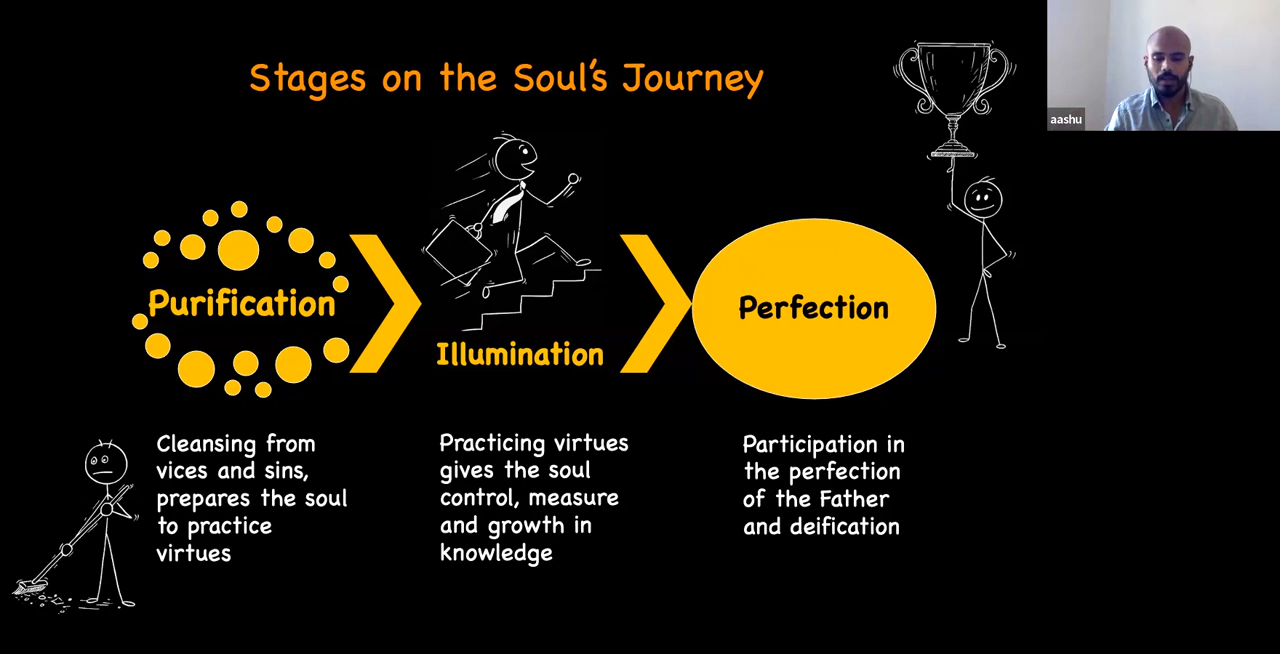 Stages on the Soul's Journey
aashu
Purification
Illumination
Perfection
Cleansing from
vices and sins,
prepares the soul
to practice
virtues
Practicing virtues
gives the soul
control, measure
and growth in
knowledge
Participation in
the perfection
of the Father
and deification